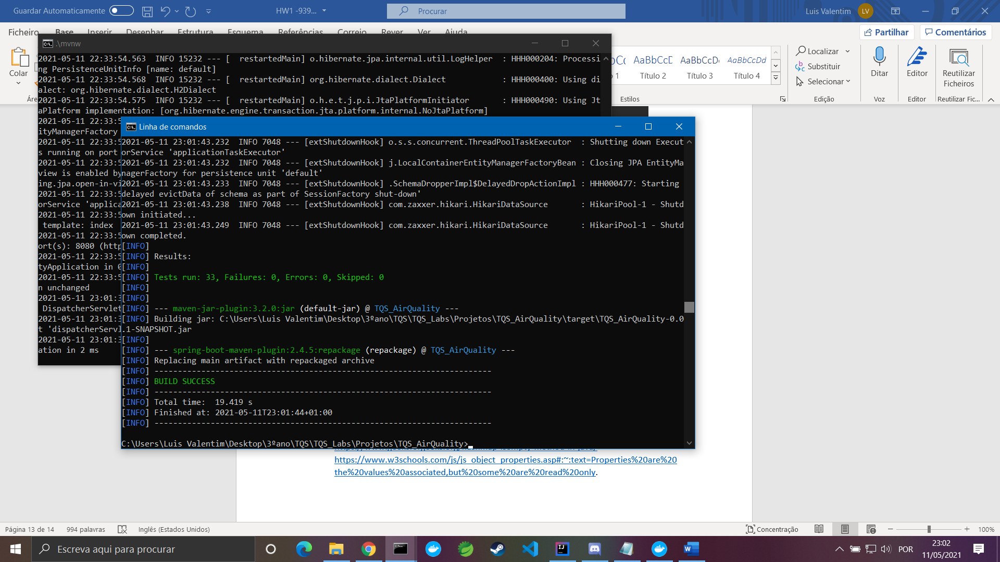 Guardar Automaticamente
HW1 -939...
Procurar
Luis Valentim
LV
Ficheiro Base Inserir Desenhar Estrutura Esquema Referências Correio Rever Ver Ajuda
Partilhar
Comentários
Colar
AaBbCcD AaBbCcD AaBbCcDd
1 Título 2 Título 3 Título 4
Estilos
Localizar
Substituir
Selecionar
Edição
Ditar
Voz
Editor
Editor
Reutilizar
Ficheiros
Reutilizar Fic...
.\mvnw
2021-05-11 22:33:54.563  INFO 15232 --- [  restartedMain] o.hibernate.jpa.internal.util.LogHelper  : HHH000204: Processi
ng PersistenceUnitInfo [name: default]
2021-05-11 22:33:54.568  INFO 15232 --- [  restartedMain] org.hibernate.dialect.Dialect            : HHH000400: Using di
alect: org.hibernate.dialect.H2Dialect
2021-05-11 22:33:54.575  INFO 15232 --- [  restartedMain] o.h.e.t.j.p.i.JtaPlatformInitiator       : HHH000490: Using Jt
aPlatform implementation: [org.hibernate.engine.transaction.jta.platform.internal.NoJtaPlatform]
2021-05-11 22:33:5
ityManagerFactory
2021-05-11 22:33:5
s running on port
2021-05-11 22:33:5
view is enabled by
ing.jpa.open-in-vi
2021-05-11 22:33:5
orService 'applica
2021-05-11 22:33:5
template: index
2021-05-11 22:33:5
ort(s): 8080 (http
2021-05-11 22:33:5
tyApplication in 0
2021-05-11 22:33:5
n unchanged
2021-05-11 23:01:3
DispatcherServlet
2021-05-11 23:01:3
t 'dispatcherServl
2021-05-11 23:01:3
ation in 2 ms
Linha de comandos
2021-05-11 23:01:43.232  INFO 7048 --- [extShutdownHook] o.s.s.concurrent.ThreadPoolTaskExecutor  : Shutting down Execut
orService 'applicationTaskExecutor'
2021-05-11 23:01:43.232  INFO 7048 --- [extShutdownHook] j.LocalContainerEntityManagerFactoryBean : Closing JPA EntityMa
nagerFactory for persistence unit 'default'
2021-05-11 23:01:43.233  INFO 7048 --- [extShutdownHook] .SchemaDropperImpl$DelayedDropActionImpl : HHH000477: Starting
delayed evictData of schema as part of SessionFactory shut-down'
2021-05-11 23:01:43.238  INFO 7048 --- [extShutdownHook] com.zaxxer.hikari.HikariDataSource       : HikariPool-1 - Shutd
own initiated...
2021-05-11 23:01:43.249  INFO 7048 --- [extShutdownHook] com.zaxxer.hikari.HikariDataSource       : HikariPool-1 - Shutd
own completed.
[INFO]
[INFO] Results:
[INFO]
[INFO] Tests run: 33, Failures: 0, Errors: 0, Skipped: 0
[INFO]
[INFO]
[INFO] --- maven-jar-plugin:3.2.0:jar (default-jar) @ TQS_AirQuality ---
[INFO] Building jar: C:\Users\Luis Valentim\Desktop\3ºano\TQS\TQS_Labs\Projetos\TQS_AirQuality\target\TQS_AirQuality-0.0
.1-SNAPSHOT.jar
[INFO]
[INFO] --- spring-boot-maven-plugin:2.4.5:repackage (repackage) @ TQS_AirQuality ---
[INFO] Replacing main artifact with repackaged archive
[INFO] ------------------------------------------------------------------------
[INFO] BUILD SUCCESS
[INFO] ------------------------------------------------------------------------
[INFO] Total time:  19.419 s
[INFO] Finished at: 2021-05-11T23:01:44+01:00
[INFO] ------------------------------------------------------------------------
C:\Users\Luis Valentim\Desktop\3ºano\TQS\TQS_Labs\Projetos\TQS_AirQuality>
https://www.w3schools.com/js/js_object_properties.asp#:~:text=Properties%20are%20
the%20values%20associated,but%20some%20are%20read%20only.
Página 13 de 14
994 palavras
Inglês (Estados Unidos)
Concentração
100%
Escreva aqui para procurar
POR
23:02
11/05/2021